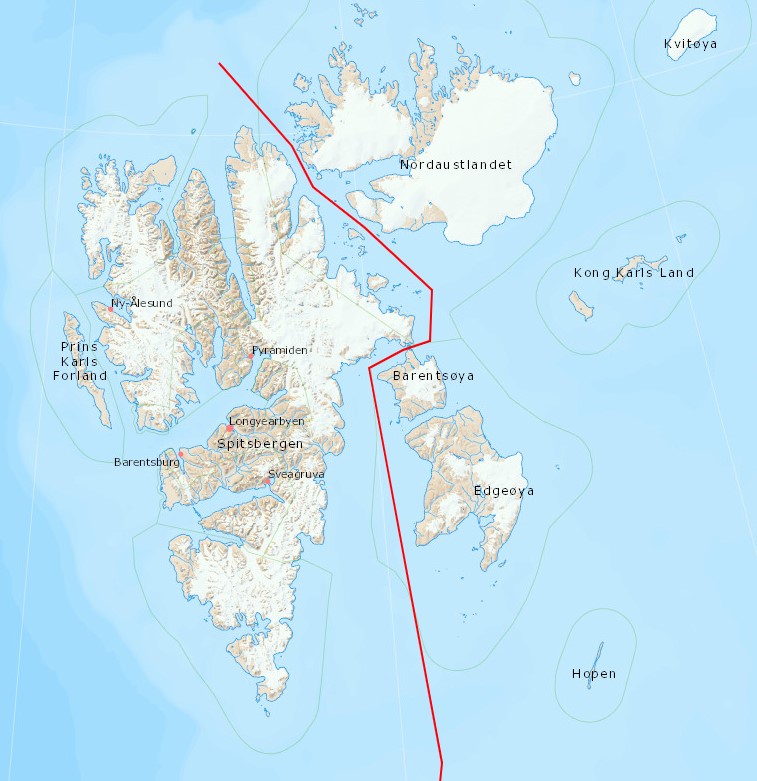 Kvitøya
Nordaustlandet
Kong Karls Land
Ny-Ålesund
Prins
Karls
Forland
Pyramiden
Barentsøya
Longyearbyen
Spitsbergen
Barentsburg
Sveagruva
Edgeøya
Hopen